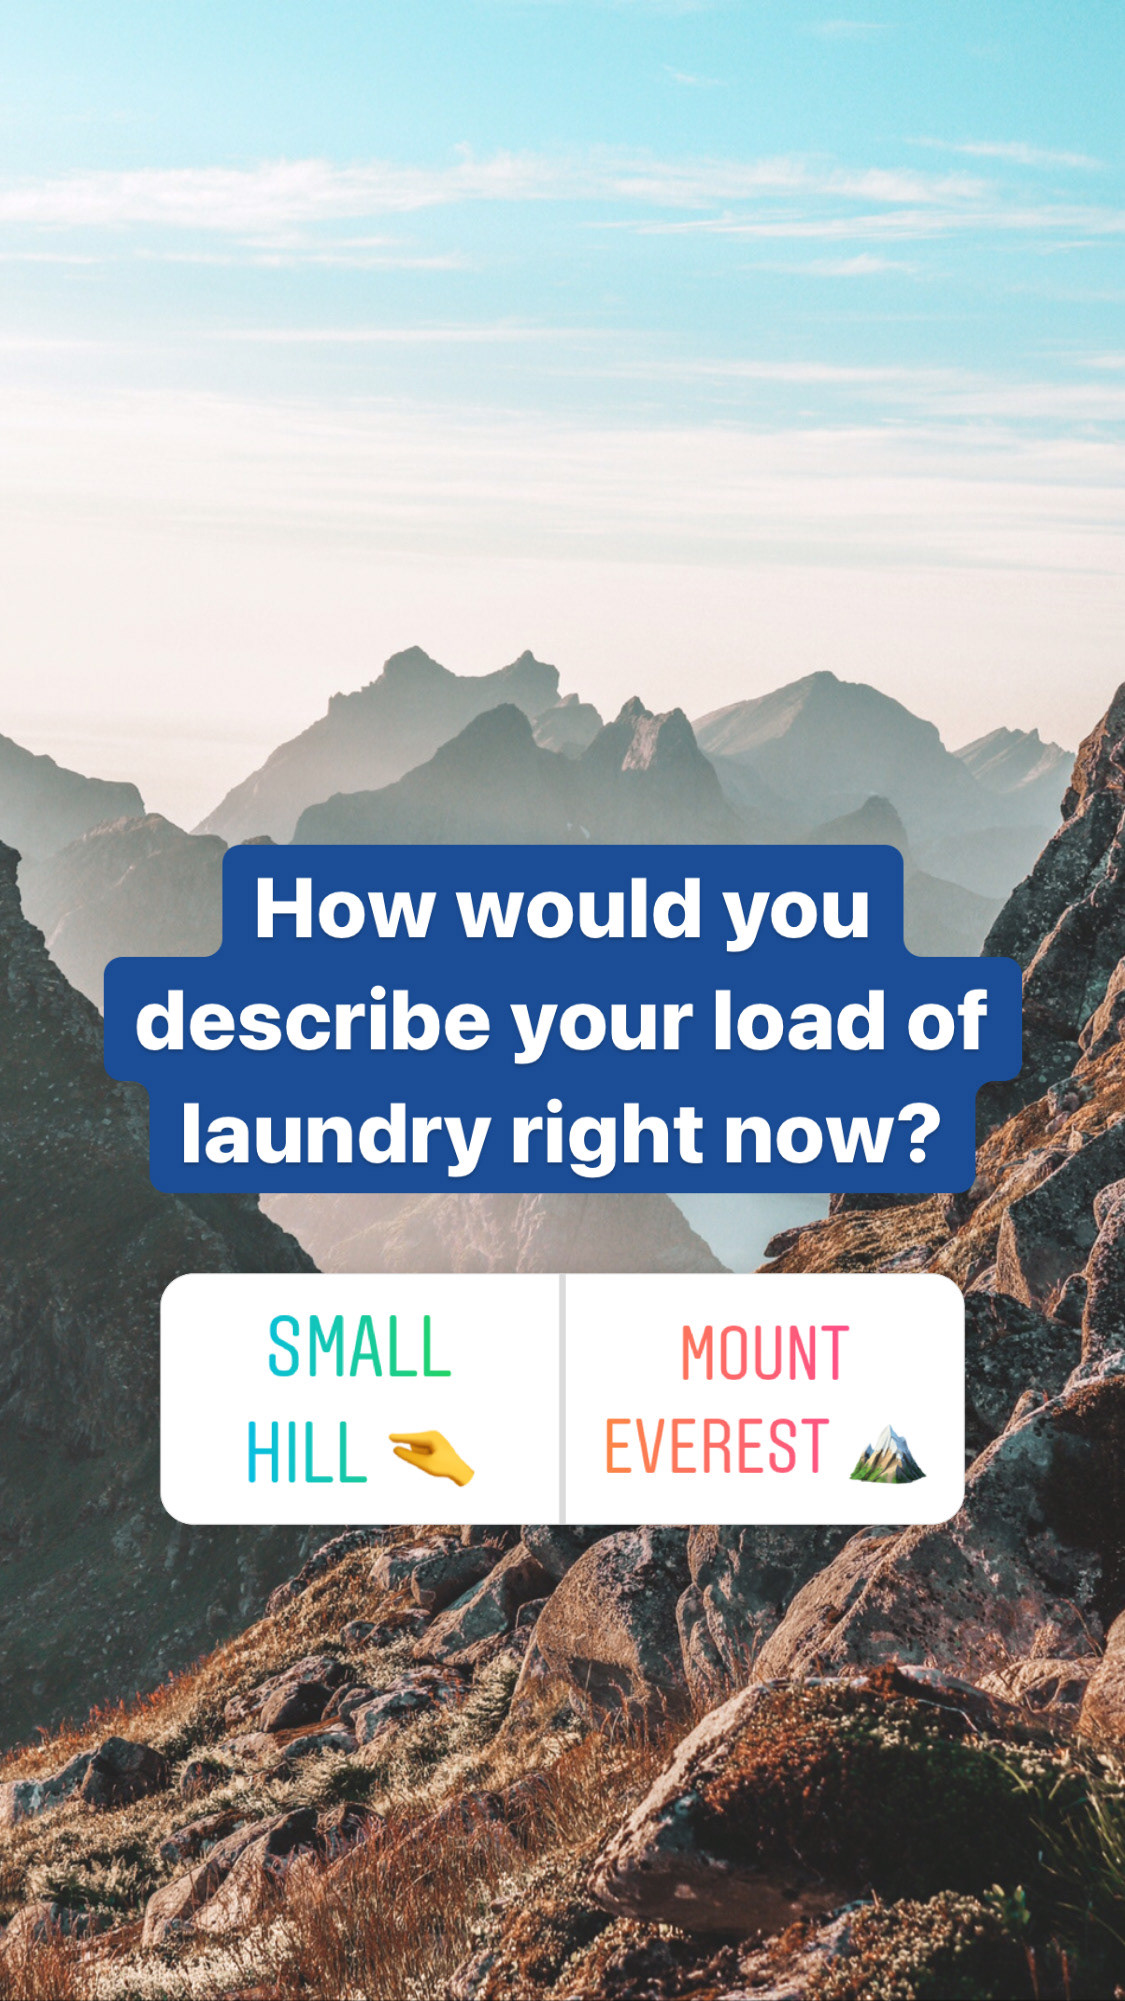 How would you
describe your load of
laundry right now?
SMALL
HILL 🫳
MOUNT
EVEREST ⛰️